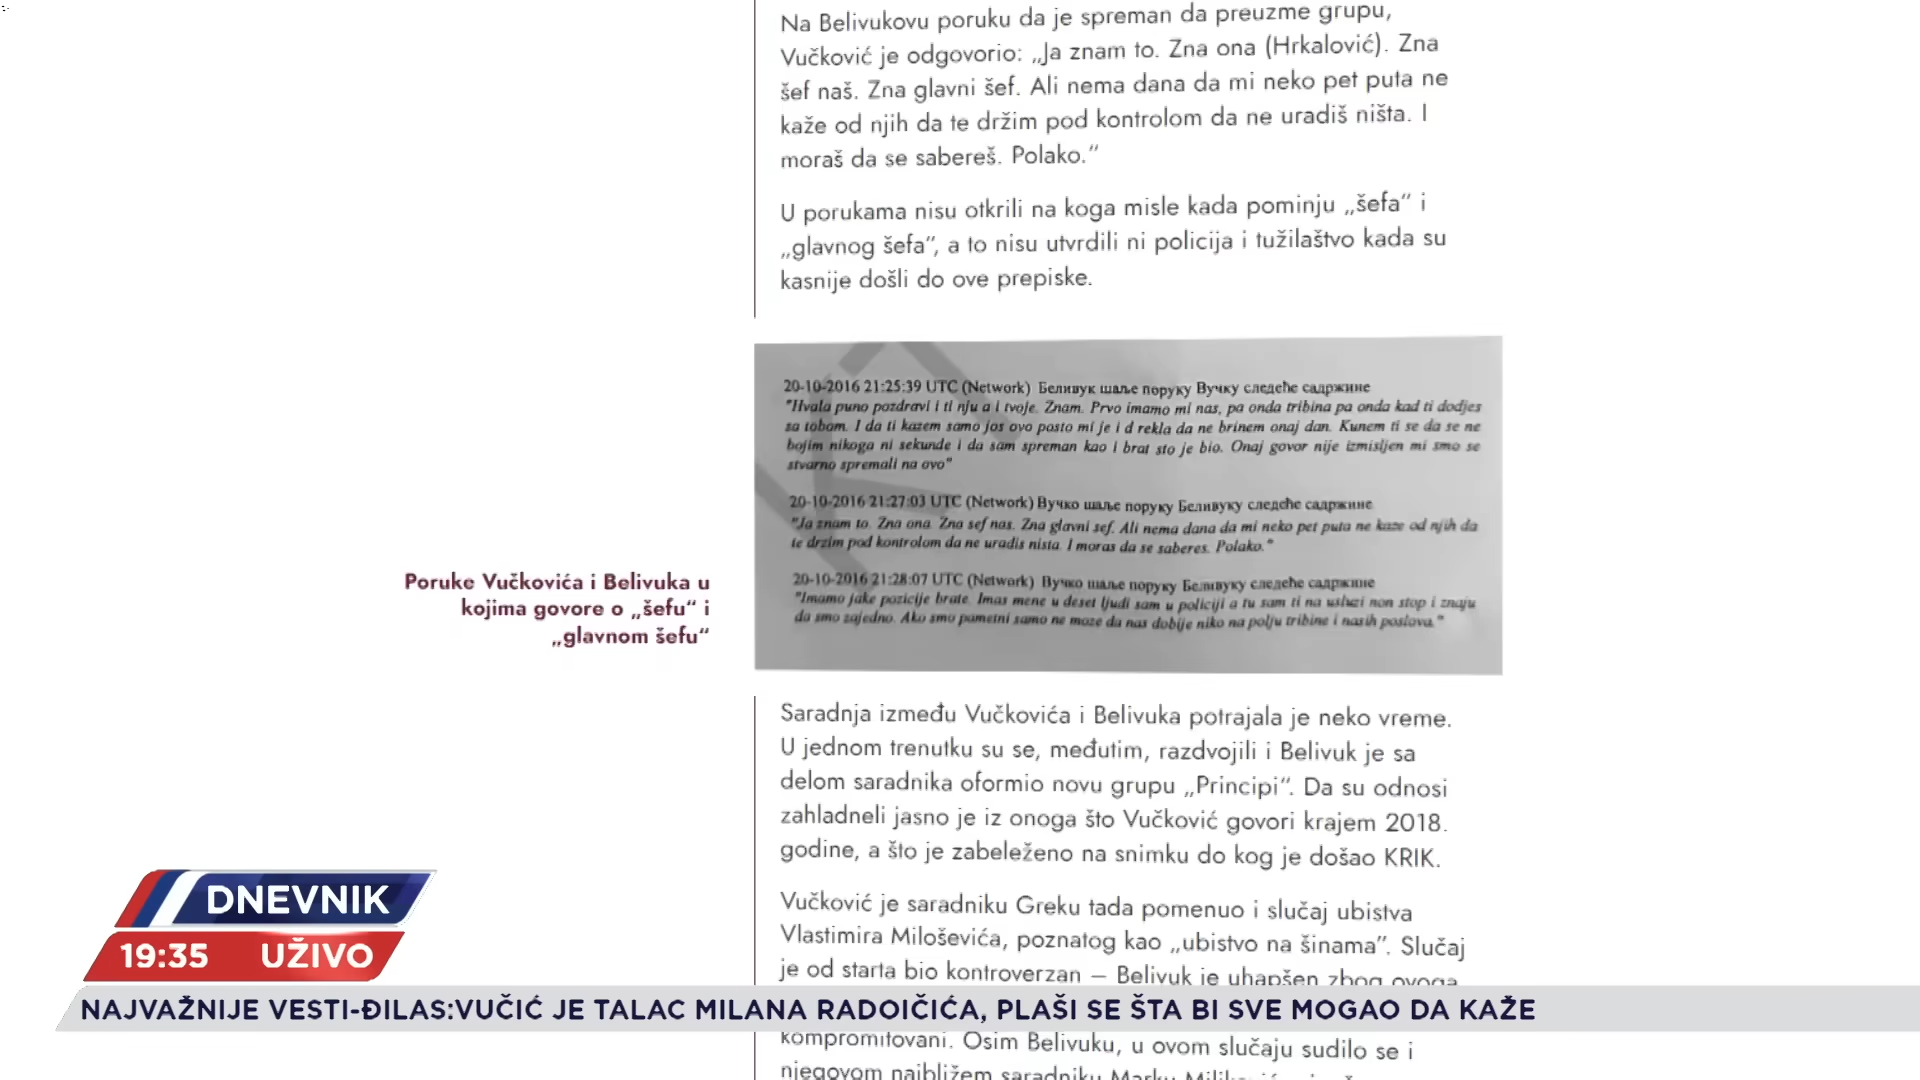 Na Belivukovu poruku da je spreman da preuzme grupu,
Vučković je odgovorio: „Ja znam to. Zna ona (Hrkalović). Zna
šef naš. Zna glavni šef. Ali nema dana da mi neko pet puta ne
kaže od njih da te držim pod kontrolom da ne uradiš ništa. I
moraš da se sabereš. Polako.“
U porukama nisu otkrili na koga misle kada pominju „šefa“ i
„glavnog šefa“, a to nisu utvrdili ni policija i tužilaštvo kada su
kasnije došli do ove prepiske.
20-10-2016 21:25:39 UTC (Network) Беливук шаље поруку Вучку следеће садржине
"Hvala puno pozdravi i ti nju a i tvoje. Znam. Prvo imamo mi nas, pa onda tribina pa onda kad ti dodjes
sa tobom. I da ti kazem samo jos ovo posto mi je i d rekla da ne brinem onaj dan. Kunem ti se da se ne
bojim nikoga ni sekunde i da sam spreman kao i brat sto je bio. Onaj govor nije izmisljen mi smo se
stvarno spremali na ovo"
20-10-2016 21:27:03 UTC (Network) Вучко шаље поруку Беливуку следеће садржине
"Ja znam to. Zna ona. Zna sef nas. Zna glavni sef. Ali nema dana da mi neko pet puta ne kaze od njih da
te drzim pod kontrolom da ne uradis nista. I moras da se saberes. Polako."
20-10-2016 21:28:07 UTC (Network) Вучко шаље поруку Беливуку следеће садржине
"Imamo jake pozicije brate. Imas mene u deset ljudi sam u policiji a tu sam ti na usluzi non stop i znaju
da smo zajedno. Ako smo pametni samo ne moze da nas dobije niko na polju tribine i nasih poslova."
Poruke Vučkovića i Belivuka u
kojima govore o „šefu“ i
„glavnom šefu“
Saradnja između Vučkovića i Belivuka potrajala je neko vreme.
U jednom trenutku su se, međutim, razdvojili i Belivuk je sa
delom saradnika oformio novu grupu „Principi“. Da su odnosi
zahladneli jasno je iz onoga što Vučković govori krajem 2018.
godine, a što je zabeleženo na snimku do kog je došao KRIK.
Vučković je saradniku Greku tada pomenuo i slučaj ubistva
Vlastimira Miloševića, poznatog kao „ubistvo na šinama“. Slučaj
je od starta bio kontroverzan – Belivuk je uhapšen zbog ovoga
DNEVNIK
19:35 UŽIVO
NAJVAŽNIJE VESTI-ĐILAS:VUČIĆ JE TALAC MILANA RADOIČIĆA, PLAŠI SE ŠTA BI SVE MOGAO DA KAŽE
kompromitovani. Osim Belivuku, u ovom slučaju sudilo se i
njegovom najbližem saradniku Marku